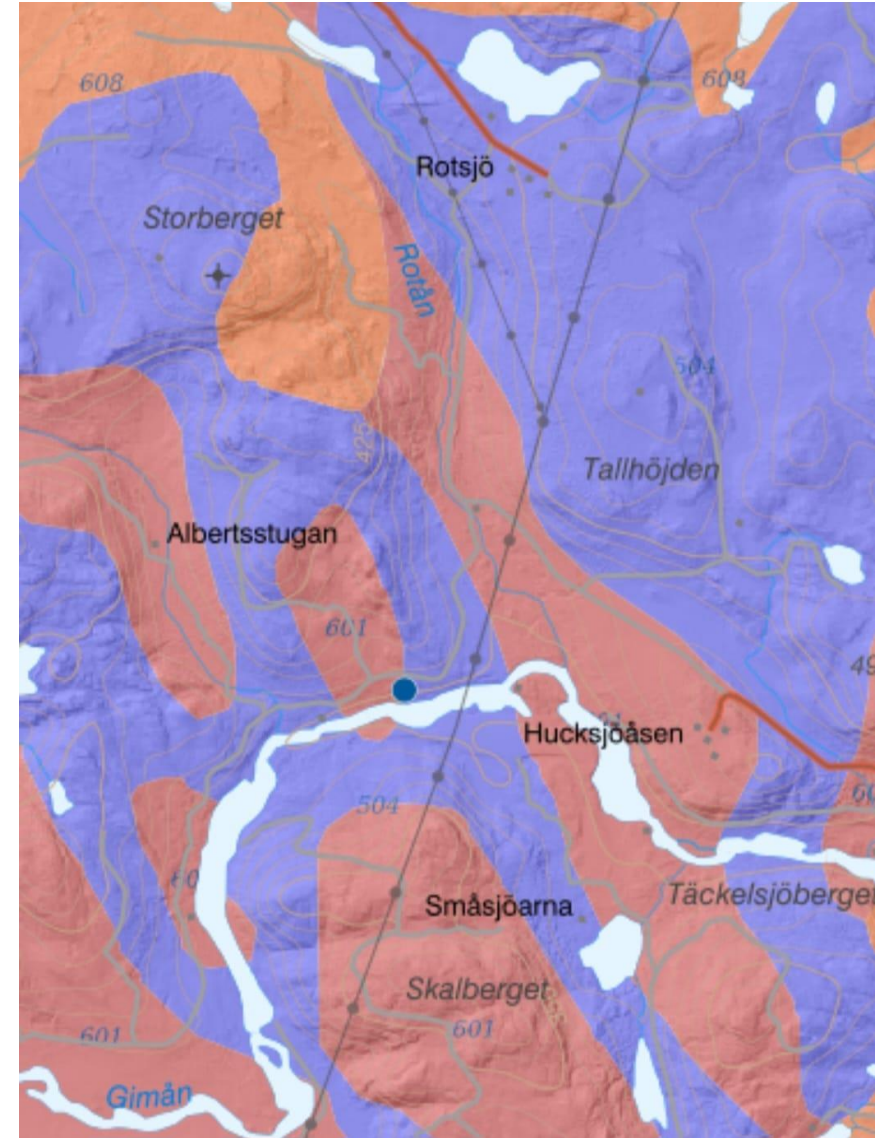 608
608
Rotsjö
Storberget
Rotån
504
425
Tallhöjden
Albertsstugan
601
49
Hucksjöåsen
504
60
60
Täckelsjöberget
Småsjöarna
Skalberget
601
601
Gimån